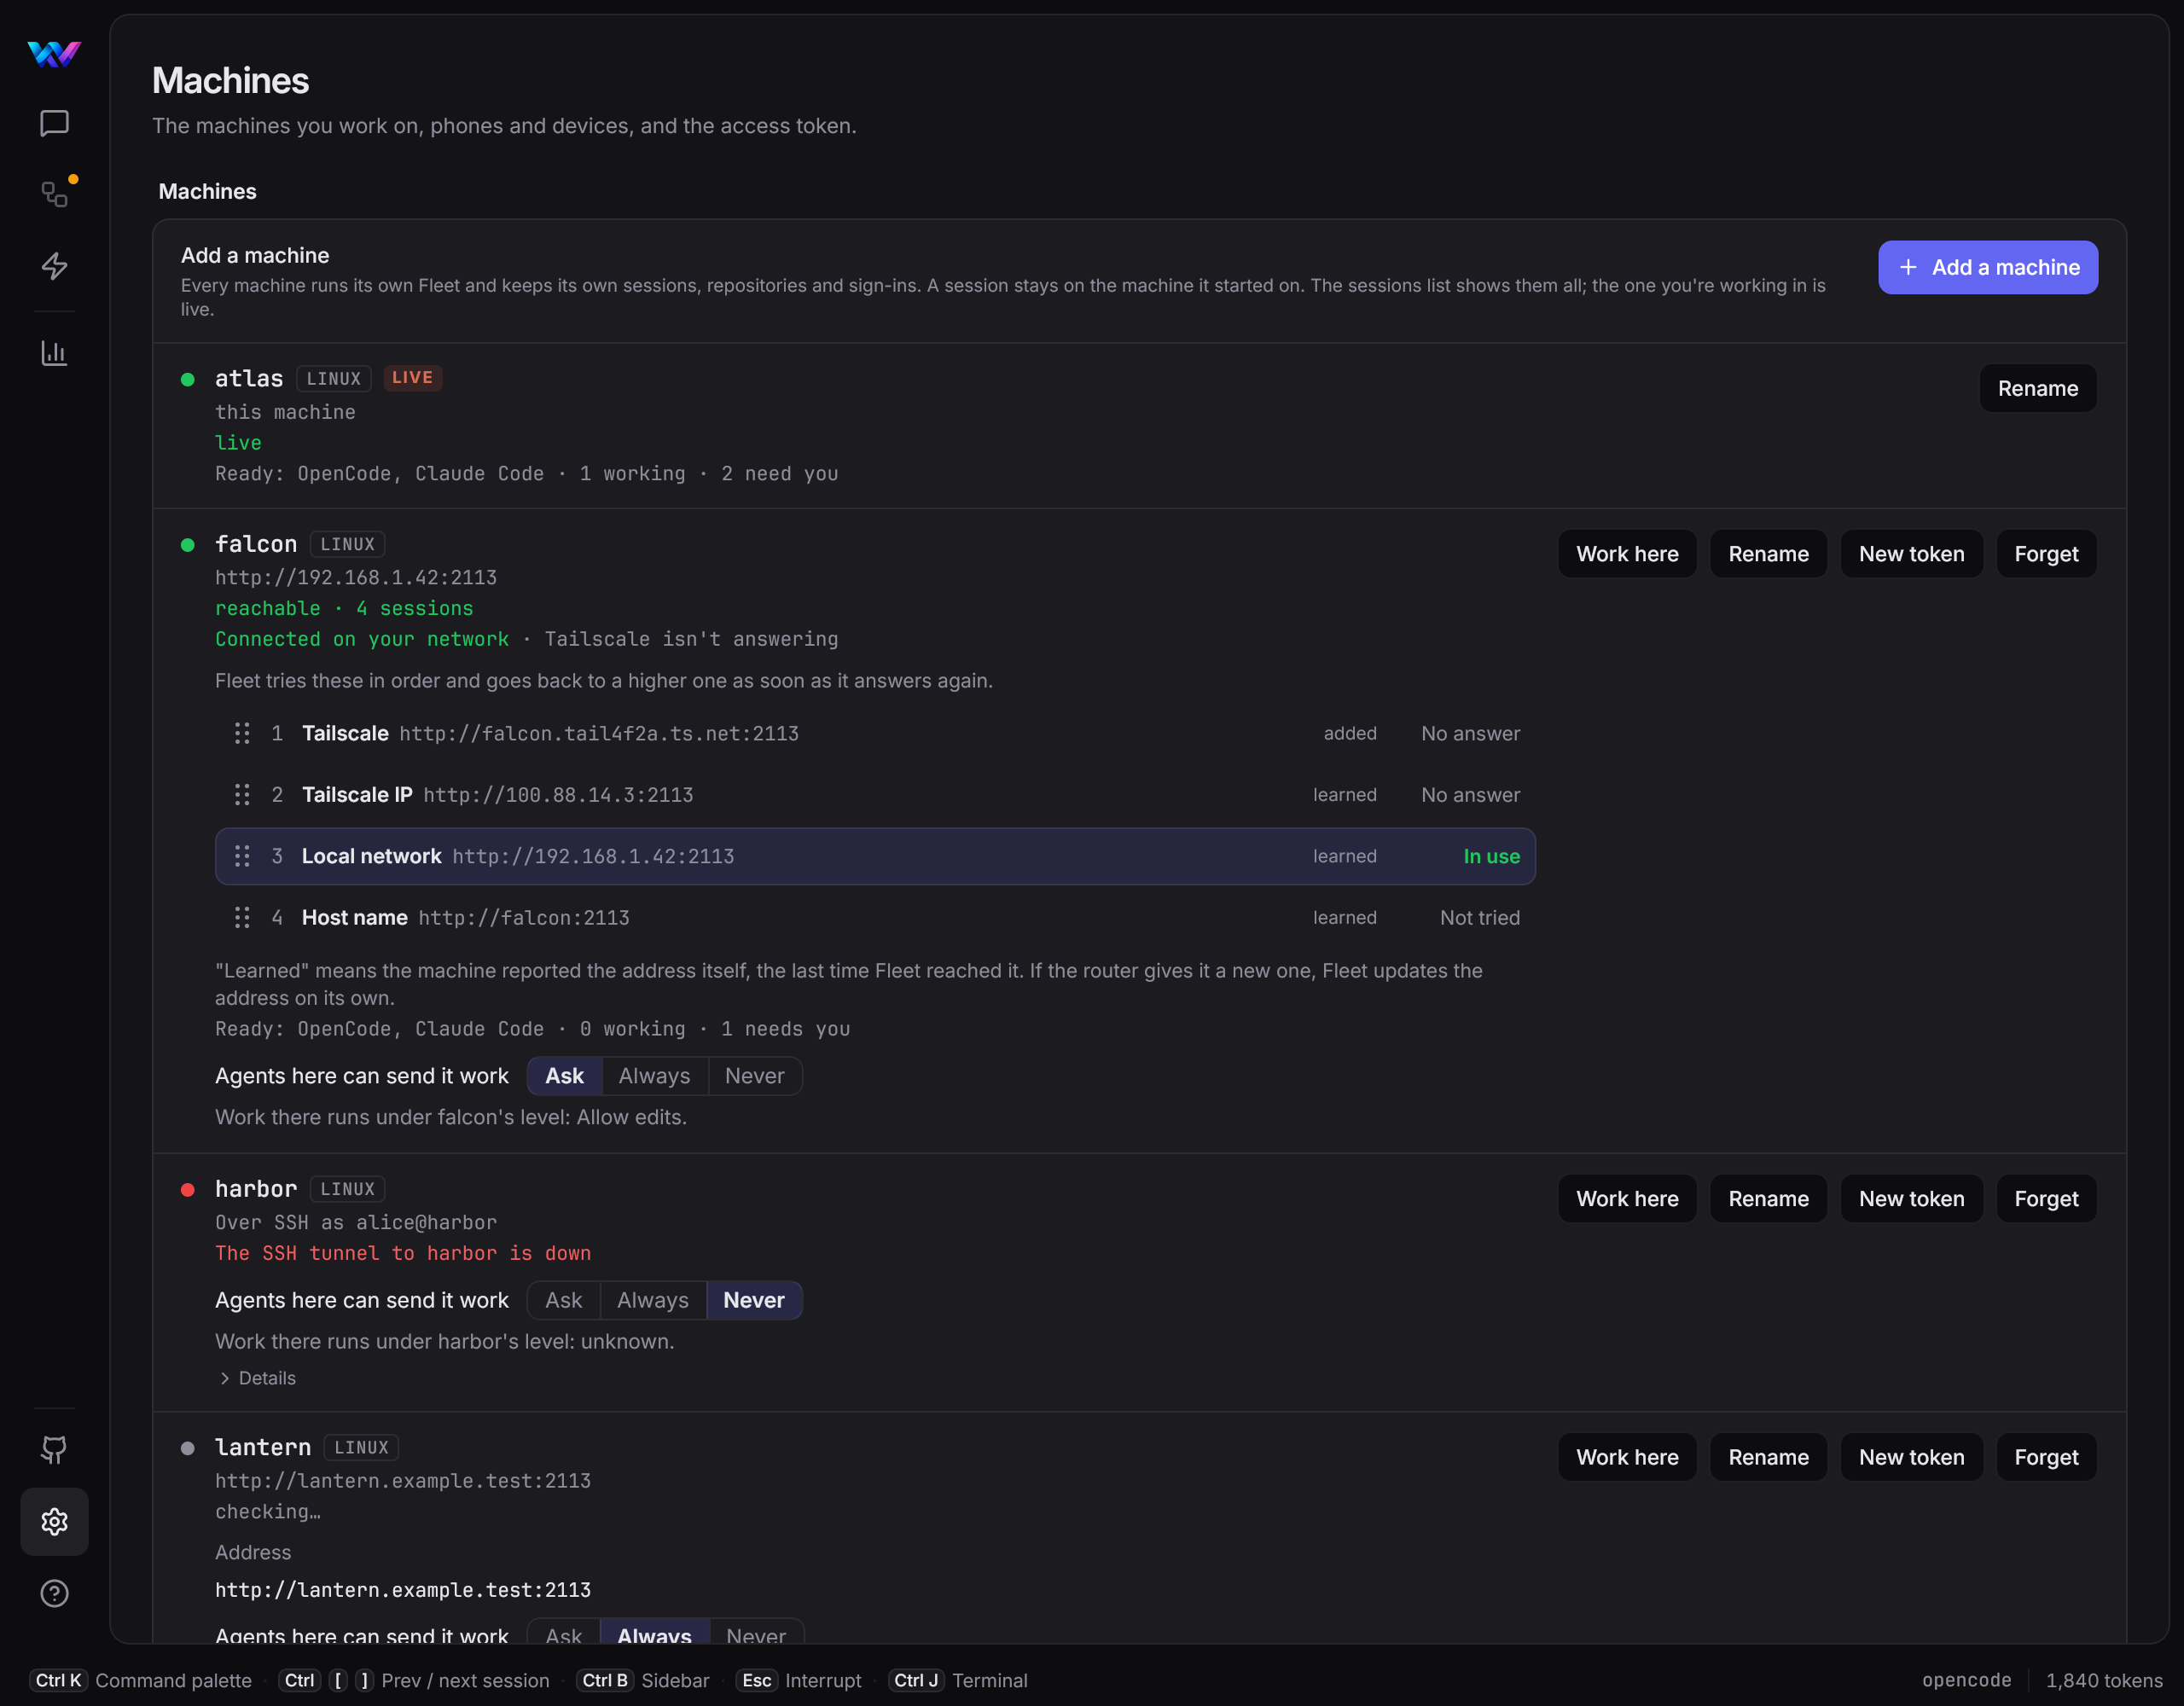 Machines
The machines you work on, phones and devices, and the access token.
Machines
Add a machine
Every machine runs its own Fleet and keeps its own sessions, repositories and sign-ins. A session stays on the machine it started on. The sessions list shows them all; the one you're working in is
live.
+ Add a machine
atlas LINUX LIVE
Rename
this machine
live
Ready: OpenCode, Claude Code · 1 working · 2 need you
falcon LINUX
Work here Rename New token Forget
http://192.168.1.42:2113
reachable · 4 sessions
Connected on your network · Tailscale isn't answering
Fleet tries these in order and goes back to a higher one as soon as it answers again.
1 Tailscale http://falcon.tail4f2a.ts.net:2113 added No answer
2 Tailscale IP http://100.88.14.3:2113 learned No answer
3 Local network http://192.168.1.42:2113 learned In use
4 Host name http://falcon:2113 learned Not tried
"Learned" means the machine reported the address itself, the last time Fleet reached it. If the router gives it a new one, Fleet updates the
address on its own.
Ready: OpenCode, Claude Code · 0 working · 1 needs you
Agents here can send it work Ask Always Never
Work there runs under falcon's level: Allow edits.
harbor LINUX
Work here Rename New token Forget
Over SSH as alice@harbor
The SSH tunnel to harbor is down
Agents here can send it work Ask Always Never
Work there runs under harbor's level: unknown.
Details
lantern LINUX
Work here Rename New token Forget
http://lantern.example.test:2113
checking…
Address
http://lantern.example.test:2113
Agents here can send it work Ask Always Never
Ctrl K Command palette · Ctrl [ ] Prev / next session · Ctrl B Sidebar · Esc Interrupt · Ctrl J Terminal
opencode 1,840 tokens